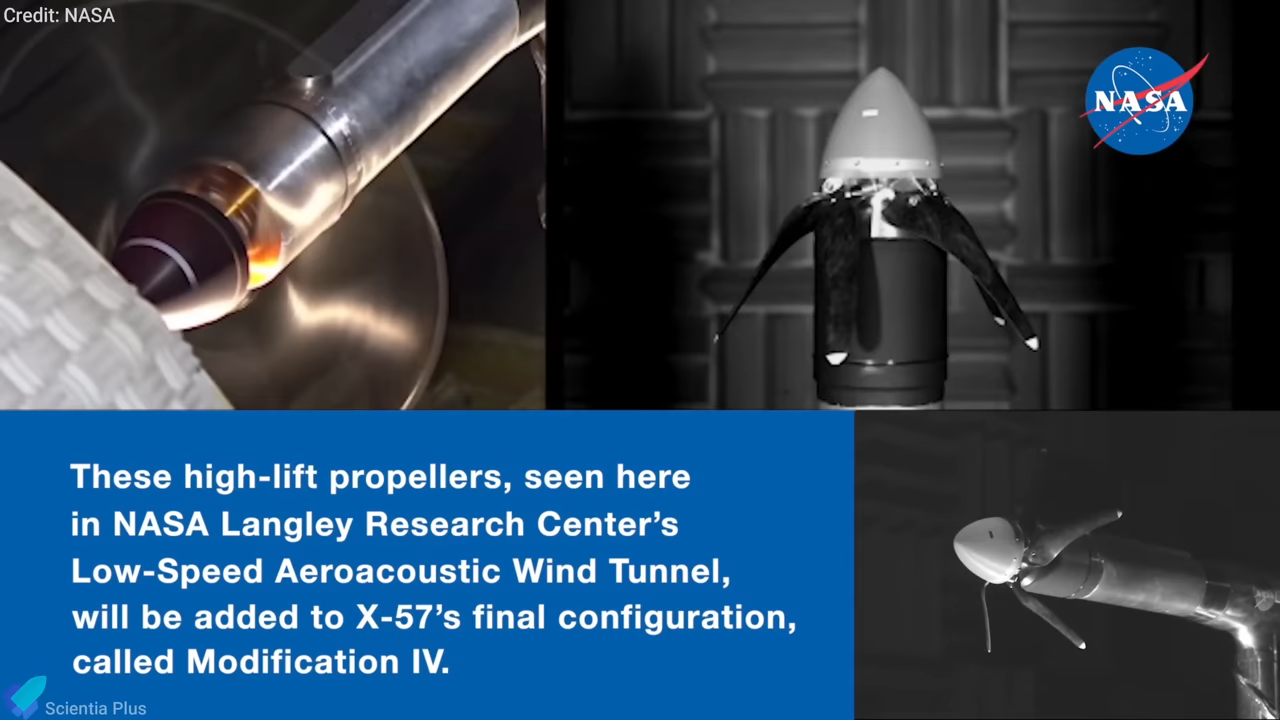 Credit: NASA
NASA
These high-lift propellers, seen here
in NASA Langley Research Center’s
Low-Speed Aeroacoustic Wind Tunnel,
will be added to X-57’s final configuration,
called Modification IV.
Scientia Plus